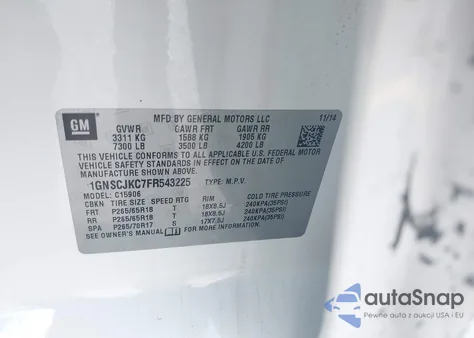 GM
MFD BY GENERAL MOTORS LLC 11/14
GVWR GAWR FRT GAWR RR
3311 KG 1588 KG 1905 KG
7300 LB 3500 LB 4200 LB
THIS VEHICLE CONFORMS TO ALL APPLICABLE U.S. FEDERAL MOTOR VEHICLE SAFETY STANDARDS IN EFFECT ON THE DATE OF
MANUFACTURE SHOWN ABOVE.
1GNSCJKC7FR543225 TYPE: M.P.V.
MODEL: C15906
CBKN TIRE SIZE SPEED RTG RIM COLD TIRE PRESSURE
FRT P265/65R18 T 18X8.5J 240KPA(35PSI)
RR P265/65R18 T 18X8.5J 240KPA(35PSI)
SPA P265/70R17 S 17X7.5J 240KPA(35PSI)
SEE OWNER'S MANUAL FOR MORE INFORMATION
autoSnap
Pewne auta z aukcji w USA i EU